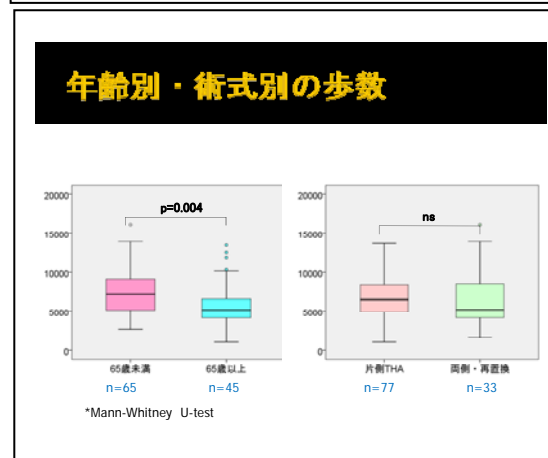 年齢別・術式別の歩数
20000
15000
10000
5000
0
p=0.004
65歳未満
65歳以上
n=65
n=45
*Mann-Whitney U-test
20000
15000
10000
5000
0
ns
片側THA
両側・再置換
n=77
n=33